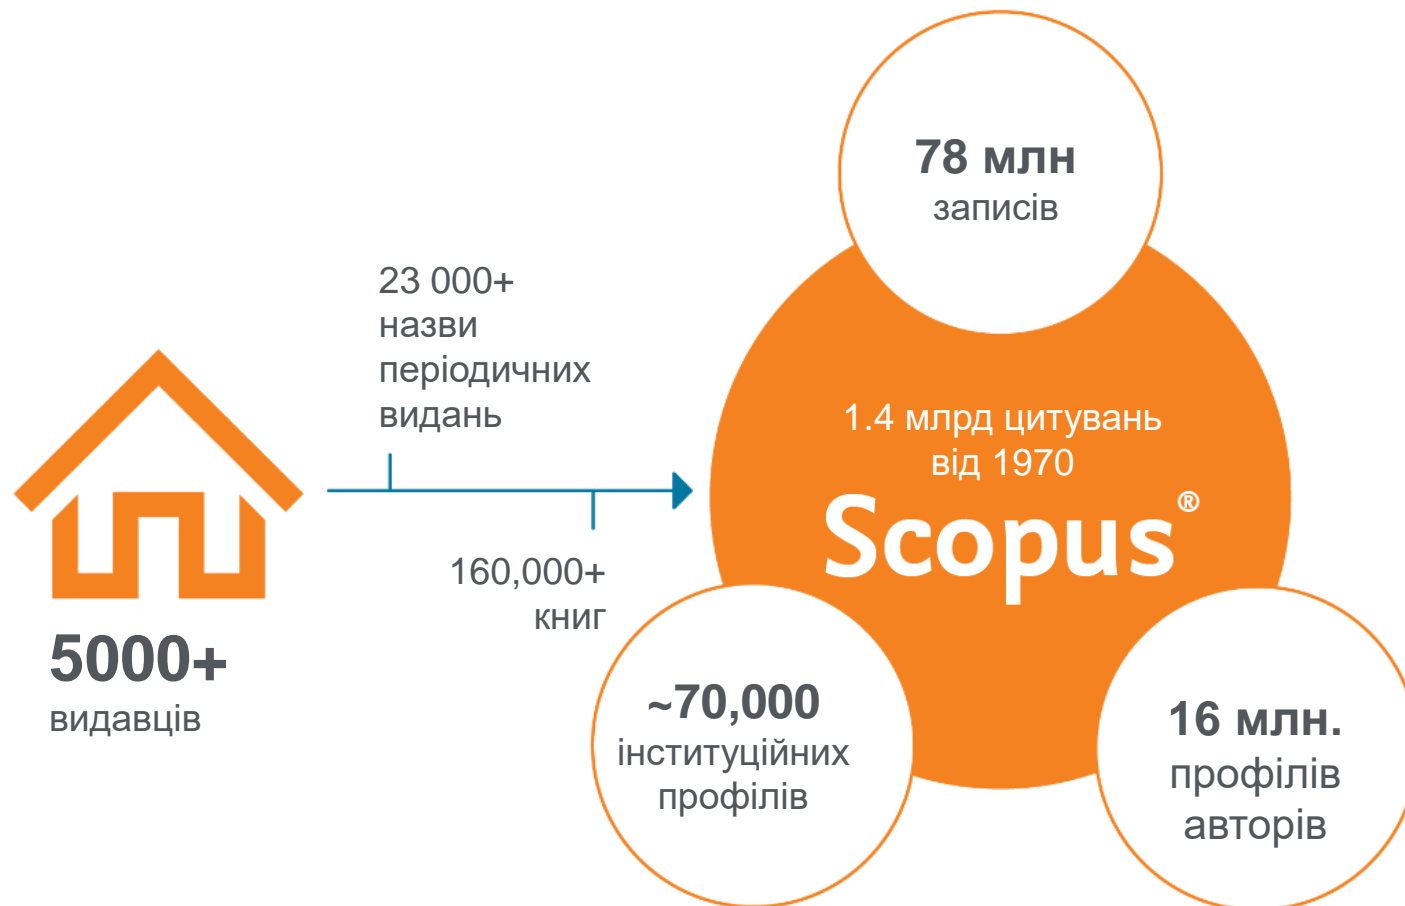 78 млн
записів
23 000+
назви
періодичних
видань
1.4 млрд цитувань
від 1970
Scopus®
160,000+
книг
5000+
видавців
~70,000
інституційних
профілів
16 млн.
профілів
авторів